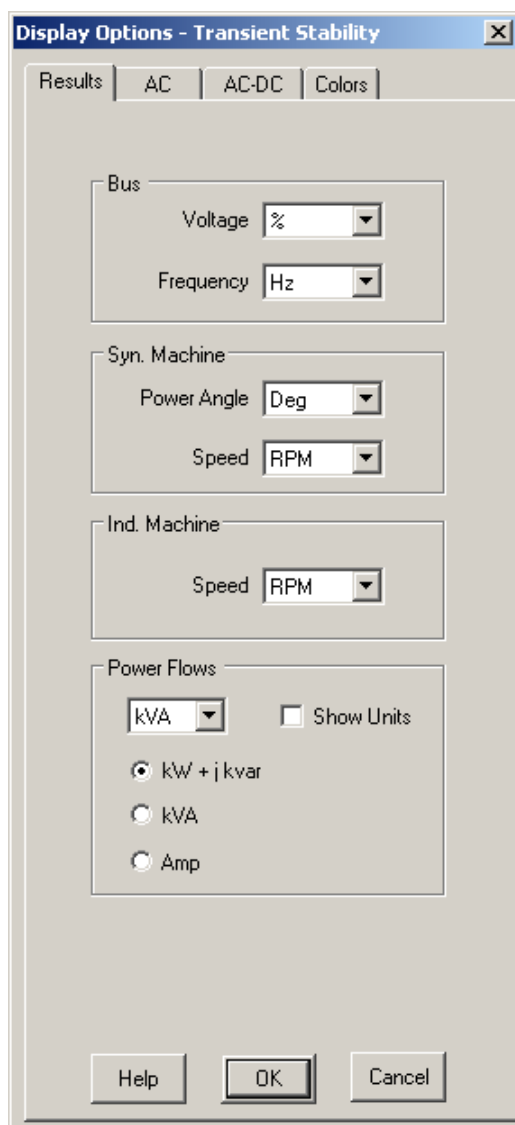 Display Options - Transient Stability
Results AC AC-DC Colors
Bus
Voltage %
Frequency Hz
Syn. Machine
Power Angle Deg
Speed RPM
Ind. Machine
Speed RPM
Power Flows
kVA Show Units
kW + j kvar
kVA
Amp
Help OK Cancel